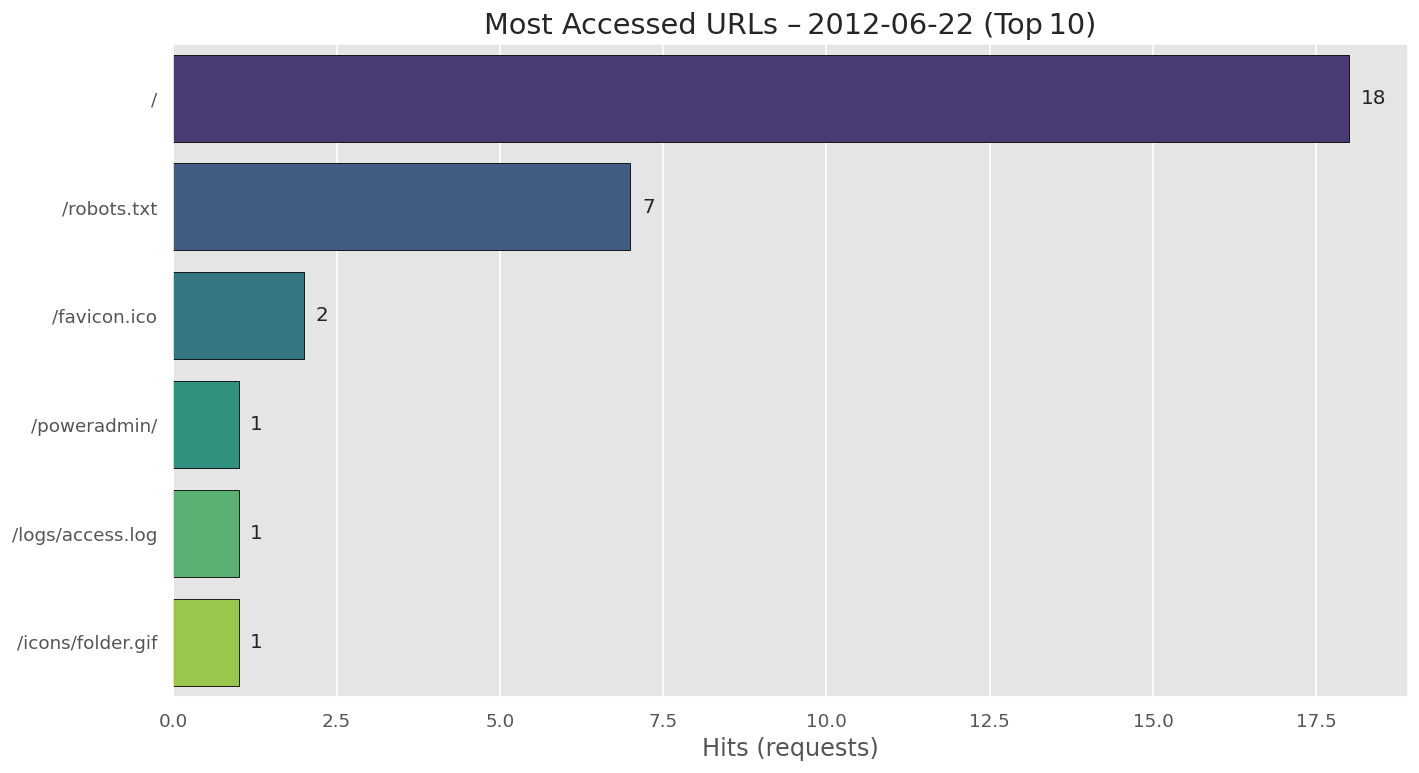 Most Accessed URLs – 2012-06-22 (Top 10)
/ 18
/robots.txt 7
/favicon.ico 2
/poweradmin/ 1
/logs/access.log 1
/icons/folder.gif 1
0.0 2.5 5.0 7.5 10.0 12.5 15.0 17.5
Hits (requests)